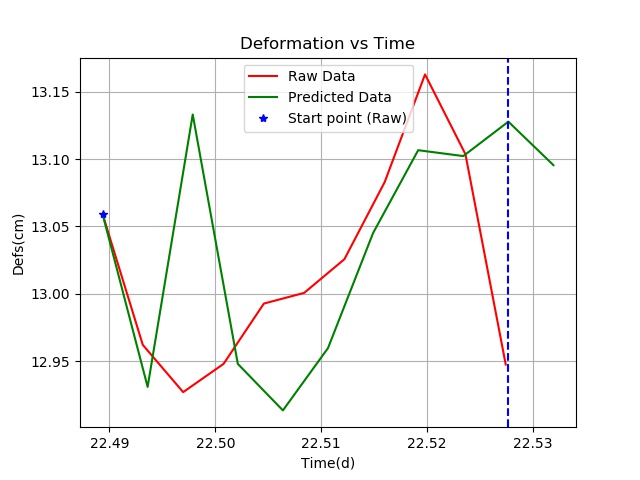 Deformation vs Time
Raw Data
Predicted Data
Start point (Raw)
13.15
13.10
13.05
13.00
12.95
Defs(cm)
22.49 22.50 22.51 22.52 22.53
Time(d)